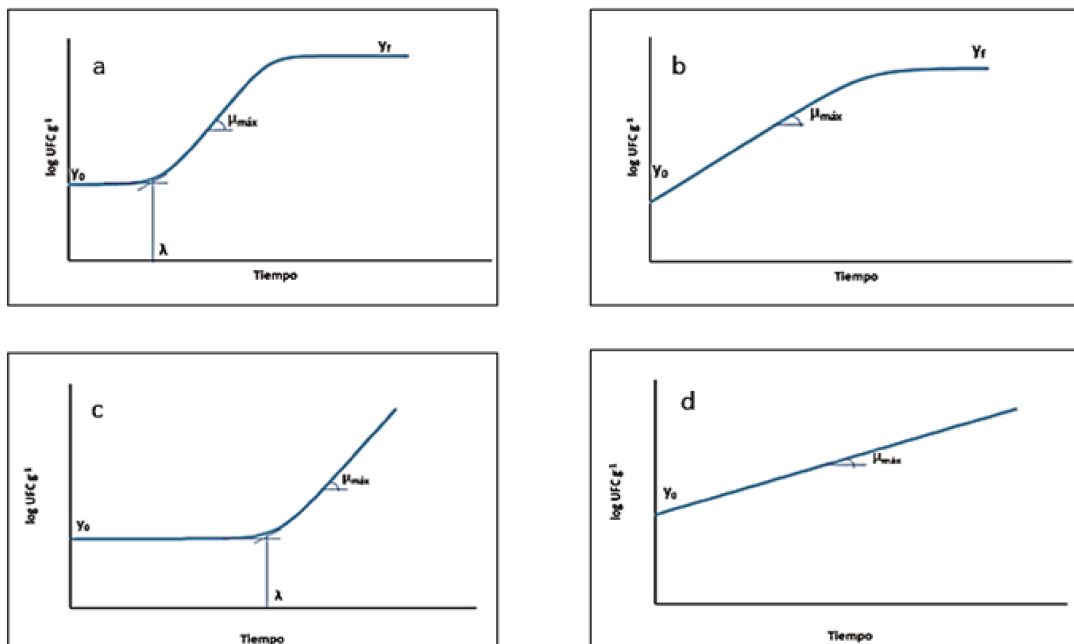 a
y₀
μmáx
yf
λ
log UFC g⁻¹
Tiempo
b
y₀
μmáx
yf
log UFC g⁻¹
Tiempo
c
y₀
μmáx
λ
log UFC g⁻¹
Tiempo
d
y₀
μmáx
log UFC g⁻¹
Tiempo